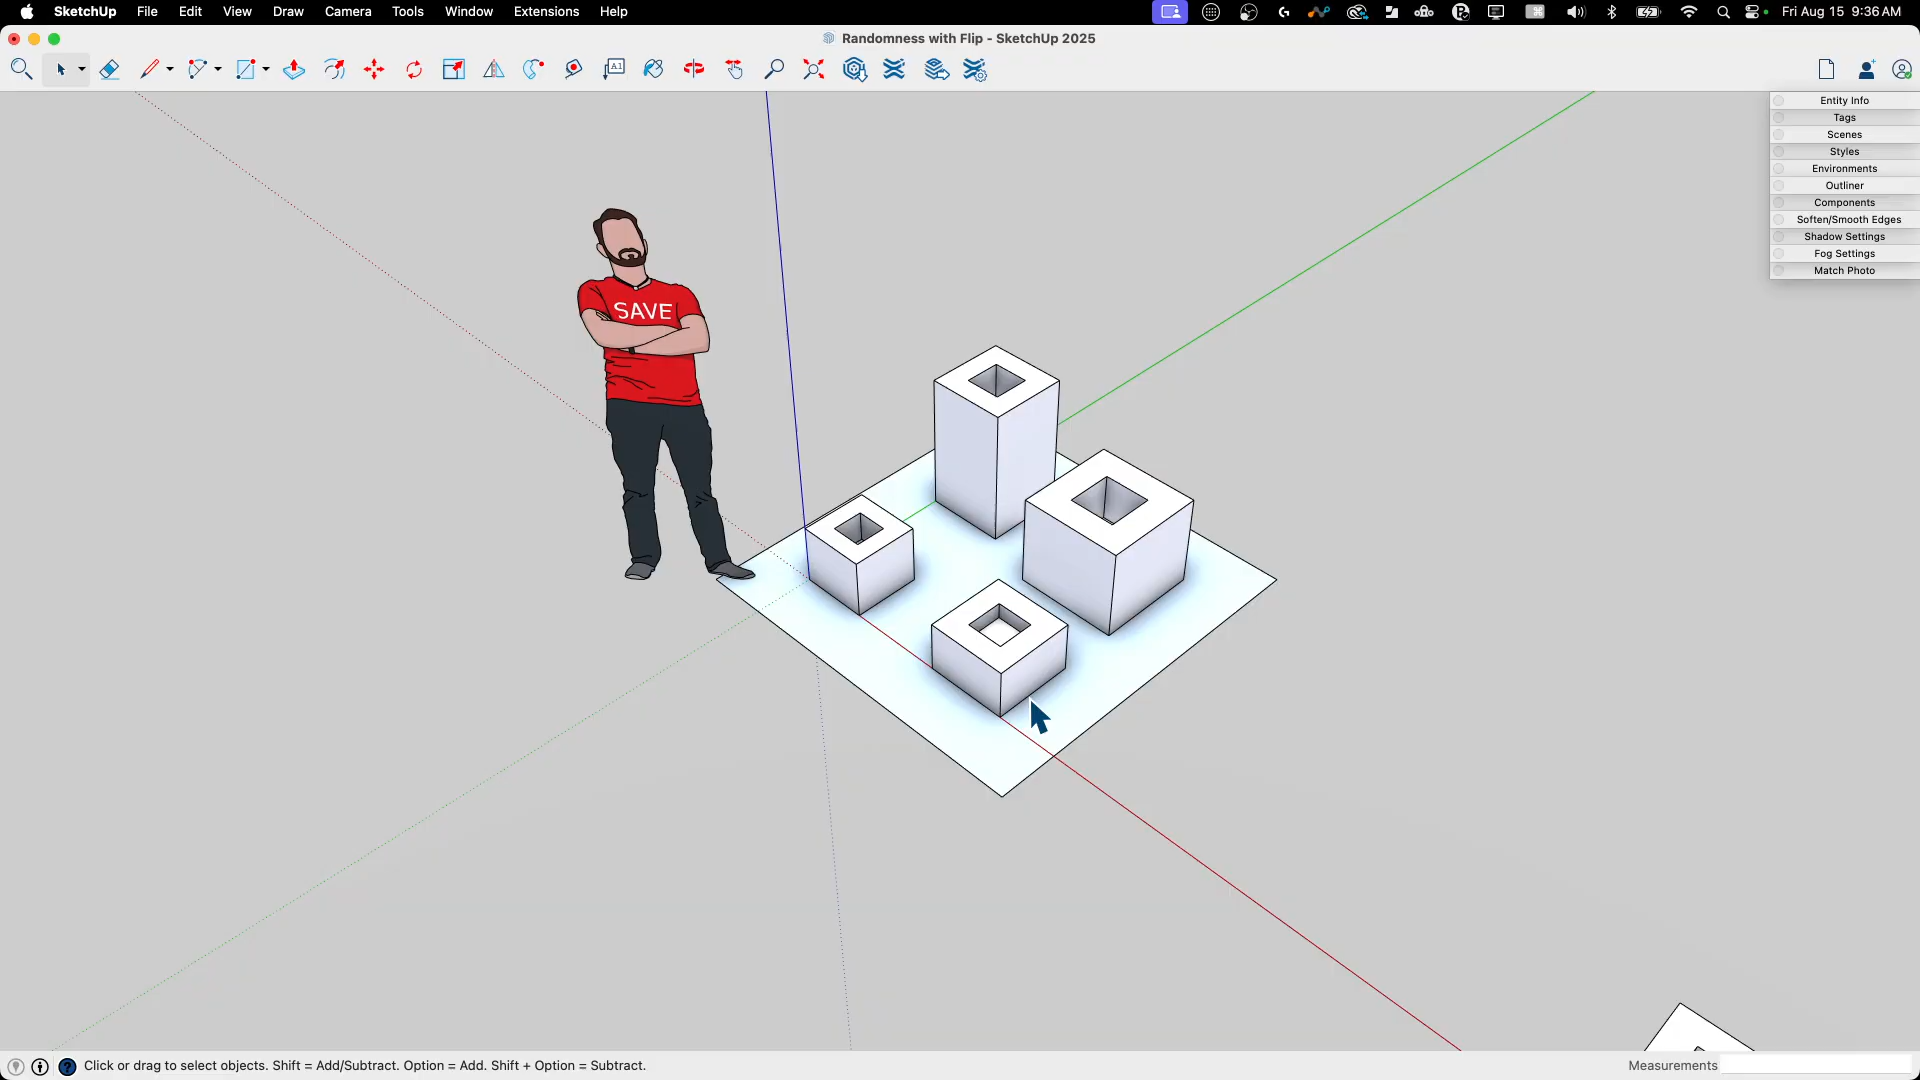 SketchUp File Edit View Draw Camera Tools Window Extensions Help Fri Aug 15 9:36 AM
Randomness with Flip - SketchUp 2025
A1
Entity Info
Tags
Scenes
Styles
Environments
Outliner
Components
Soften/Smooth Edges
Shadow Settings
Fog Settings
Match Photo
SAVE
Click or drag to select objects. Shift = Add/Subtract. Option = Add. Shift + Option = Subtract.
Measurements